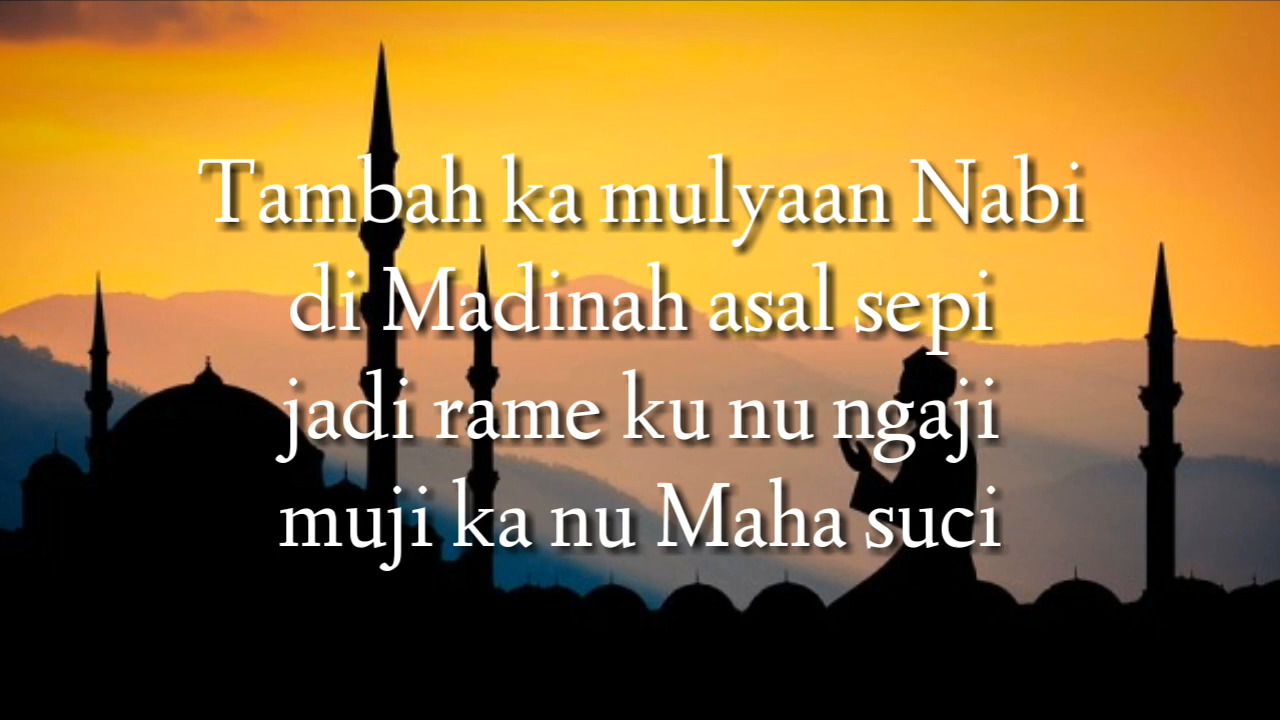 Tambah ka mulyaan Nabi
di Madinah asal sepi
jadi rame ku nu ngaji
muji ka nu Maha suci